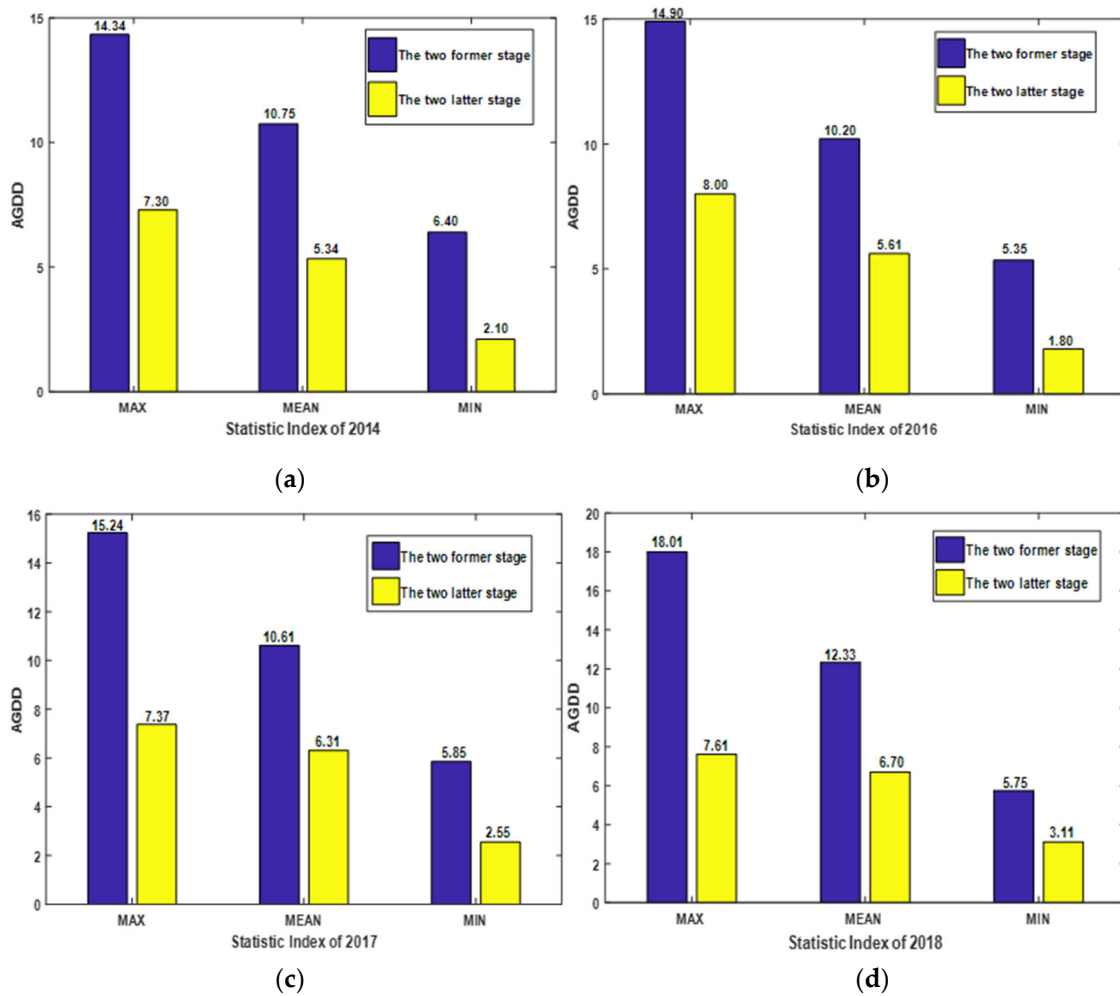 15
14.34
The two former stage
The two latter stage
10.75
10
7.30
6.40
5.34
5
2.10
0
AGDD
MAX MEAN MIN
Statistic Index of 2014
(a)
15
14.90
The two former stage
The two latter stage
10.20
10
8.00
5.61
5.35
5
1.80
0
AGDD
MAX MEAN MIN
Statistic Index of 2016
(b)
16
15.24
The two former stage
The two latter stage
14
12
10.61
10
8
7.37
6.31
5.85
6
4
2.55
2
0
AGDD
MAX MEAN MIN
Statistic Index of 2017
(c)
20
18.01
The two former stage
The two latter stage
18
16
14
12.33
12
10
8
7.61
6.70
5.75
6
4
3.11
2
0
AGDD
MAX MEAN MIN
Statistic Index of 2018
(d)